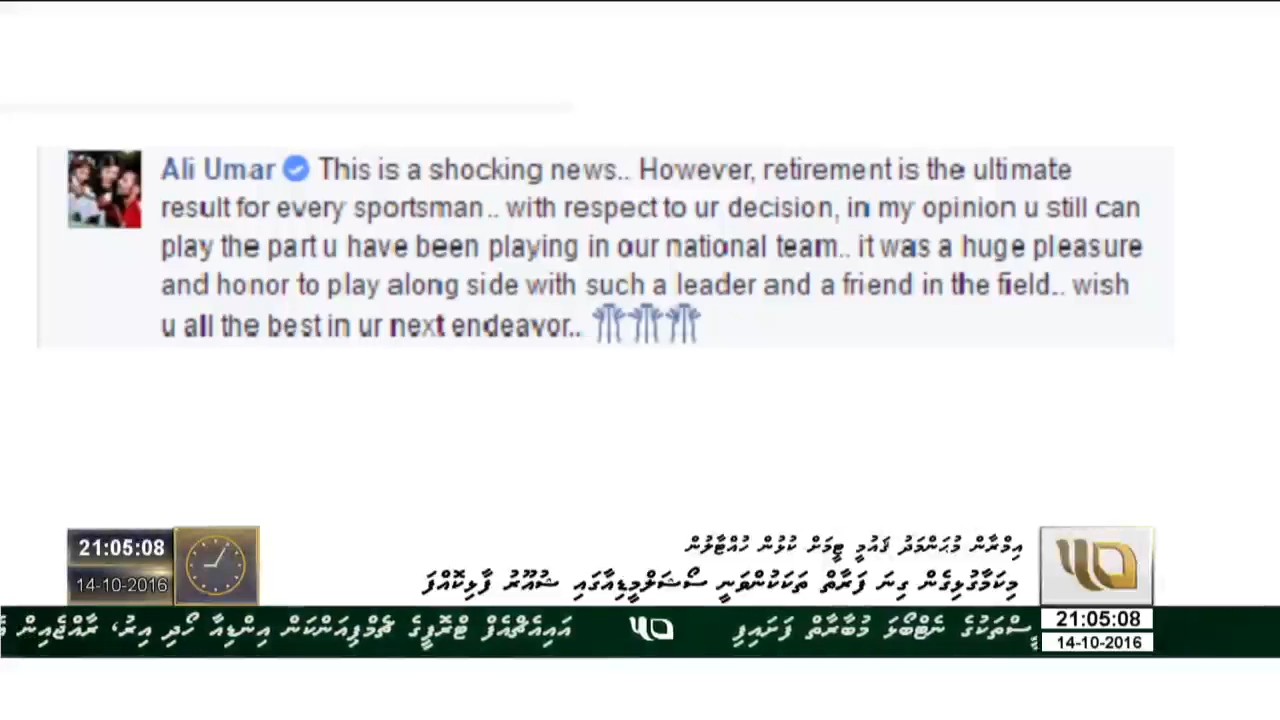 Ali Umar This is a shocking news.. However, retirement is the ultimate
result for every sportsman.. with respect to ur decision, in my opinion u still can
play the part u have been playing in our national team.. it was a huge pleasure
and honor to play along side with such a leader and a friend in the field.. wish
u all the best in ur next endeavor..
21:05:08
14-10-2016
އިމްރާން މުޙަންމަދު ޤައުމީ ޓީމަށް ކުޅުން ހުއްޓާލުން
މިކަމާގުޅިގެން ގިނަ ފަރާތް ތަކަކުންވަނީ ސޯޝަލްމީޑިއާގައި ޝުޢޫރު ފާޅިކޮއްފަ
ީސްތަކުގެ ނެޓްބޯޅަ މުބާރާތް ފަށައިފި
އައިއެޗްއެފް ޓްރޮފީގެ ޗެމްޕިއަންކަން އިންޑިއާ ހޯދި އިރު، ރާއްޖެއިން
21:05:08
14-10-2016